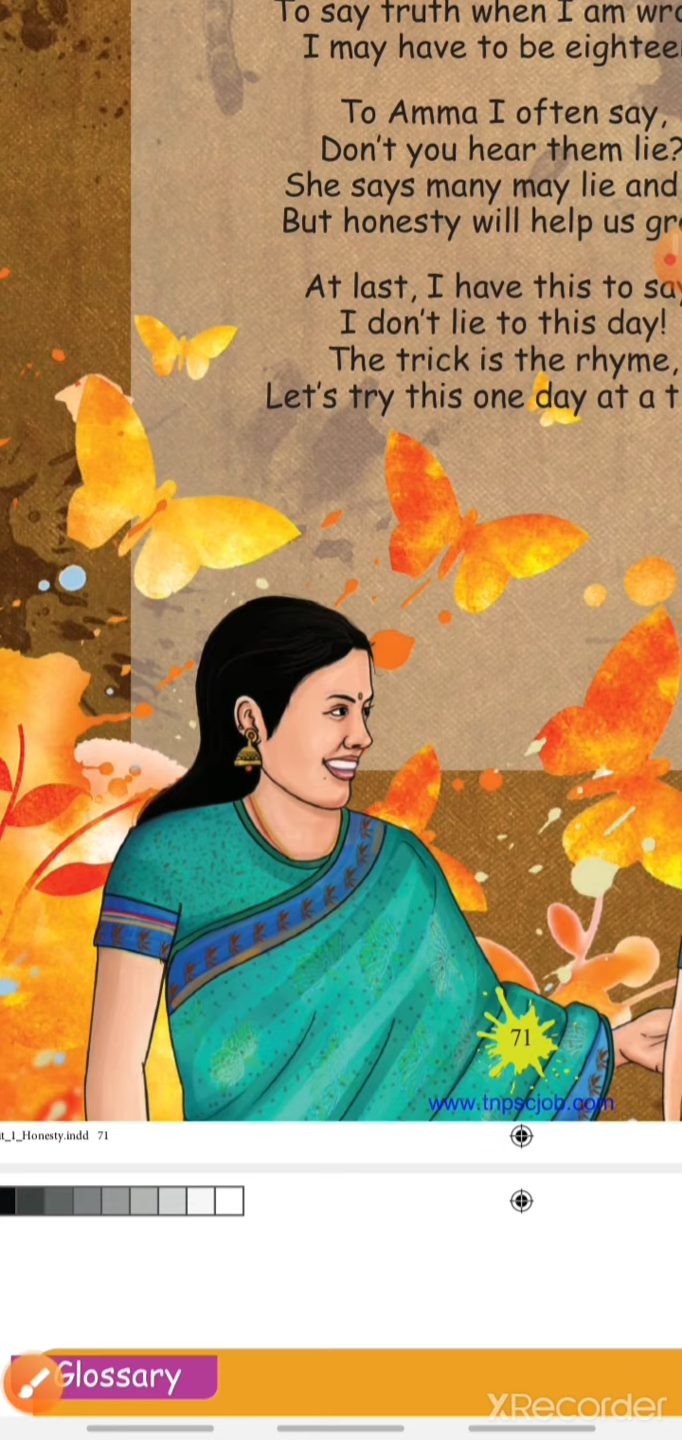 To say truth when I am
I may have to be
To Amma I often say,
Don't you hear them lie?
She says many may lie and
But honesty will help us
At last, I have this to
I don't lie to this day!
The trick is the rhyme,
Let's try this one day at a
71
www.tnpscjob.com
it_1_Honesty.indd 71
Glossary
XRecorder